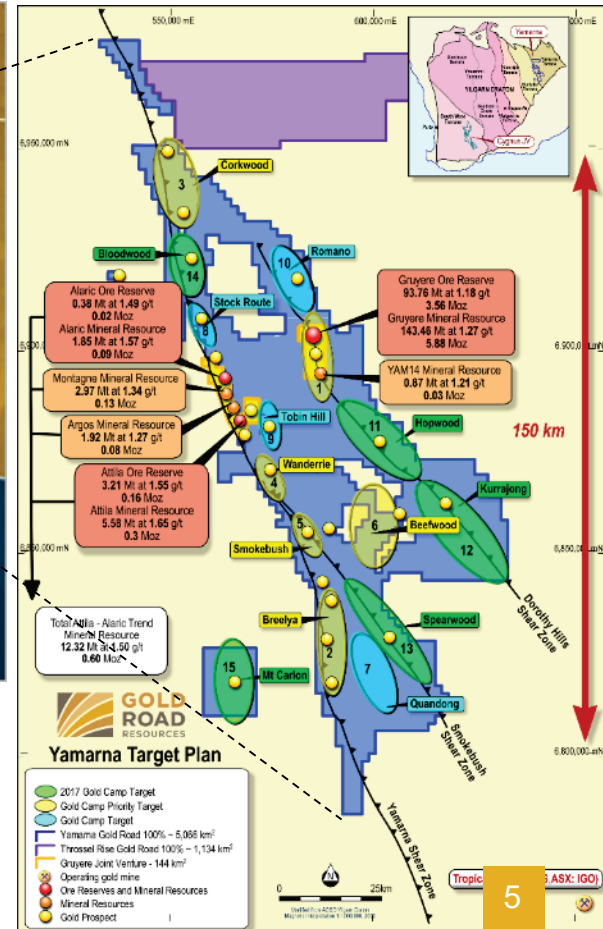 550,000 mE
600,000 mE
Yamarna
YILGARN CRATON
Cygnus JV
6,950,000 mN
Corkwood
3
Bloodwood
14
10
Romano
Alaric Ore Reserve
0.38 Mt at 1.49 g/t
0.02 Moz
Alaric Mineral Resource
1.85 Mt at 1.57 g/t
0.09 Moz
Stock Route
8
Gruyere Ore Reserve
93.76 Mt at 1.18 g/t
3.56 Moz
Gruyere Mineral Resource
143.46 Mt at 1.27 g/t
5.88 Moz
6,900,000 mN
Montagne Mineral Resource
2.97 Mt at 1.34 g/t
0.13 Moz
1
YAM14 Mineral Resource
0.87 Mt at 1.21 g/t
0.03 Moz
Argos Mineral Resource
1.92 Mt at 1.27 g/t
0.08 Moz
Tobin Hill
9
11
Hopwood
150 km
Attila Ore Reserve
3.21 Mt at 1.55 g/t
0.16 Moz
Attila Mineral Resource
5.58 Mt at 1.65 g/t
0.3 Moz
Wanderrie
4
Kurrajong
5
6
Beefwood
12
Smokebush
6,850,000 mN
Total Attila - Alaric Trend
Mineral Resource
12.32 Mt at 1.50 g/t
0.60 Moz
Breelya
2
Spearwood
13
Dorothy Hills
Shear Zone
15
Mt Carlon
7
Quandong
GOLD
ROAD
RESOURCES
Smokebush
Shear Zone
6,800,000 mN
Yamarna Target Plan
2017 Gold Camp Target
Gold Camp Priority Target
Gold Camp Target
Yamarna Gold Road 100% ~ 5,066 km²
Throssel Rise Gold Road 100% ~ 1,134 km²
Gruyere Joint Venture - 144 km²
Operating gold mine
Ore Reserves and Mineral Resources
Mineral Resources
Gold Prospect
Yamarna Shear Zone
N
0
25km
Tropic
ASX: IGO)
5